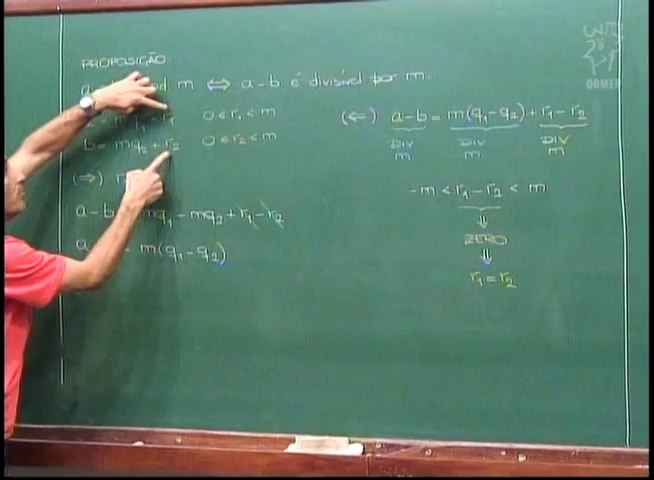 PROPOSIÇÃO
a mod m ⇔ a-b é divisível por m.
mq₁ + r₁ 0 ≤ r₁ < m
b = mq₂ + r₂ 0 ≤ r₂ < m
(⇒) r₁
a-b mq₁ - mq₂ + r₁ - r₂
a = m(q₁-q₂)
(⇐) a-b = m(q₁-q₂) + r₁-r₂
DIV m DIV m DIV m
-m < r₁-r₂ < m
⇓
ZERO
⇓
r₁ = r₂
OBMEP